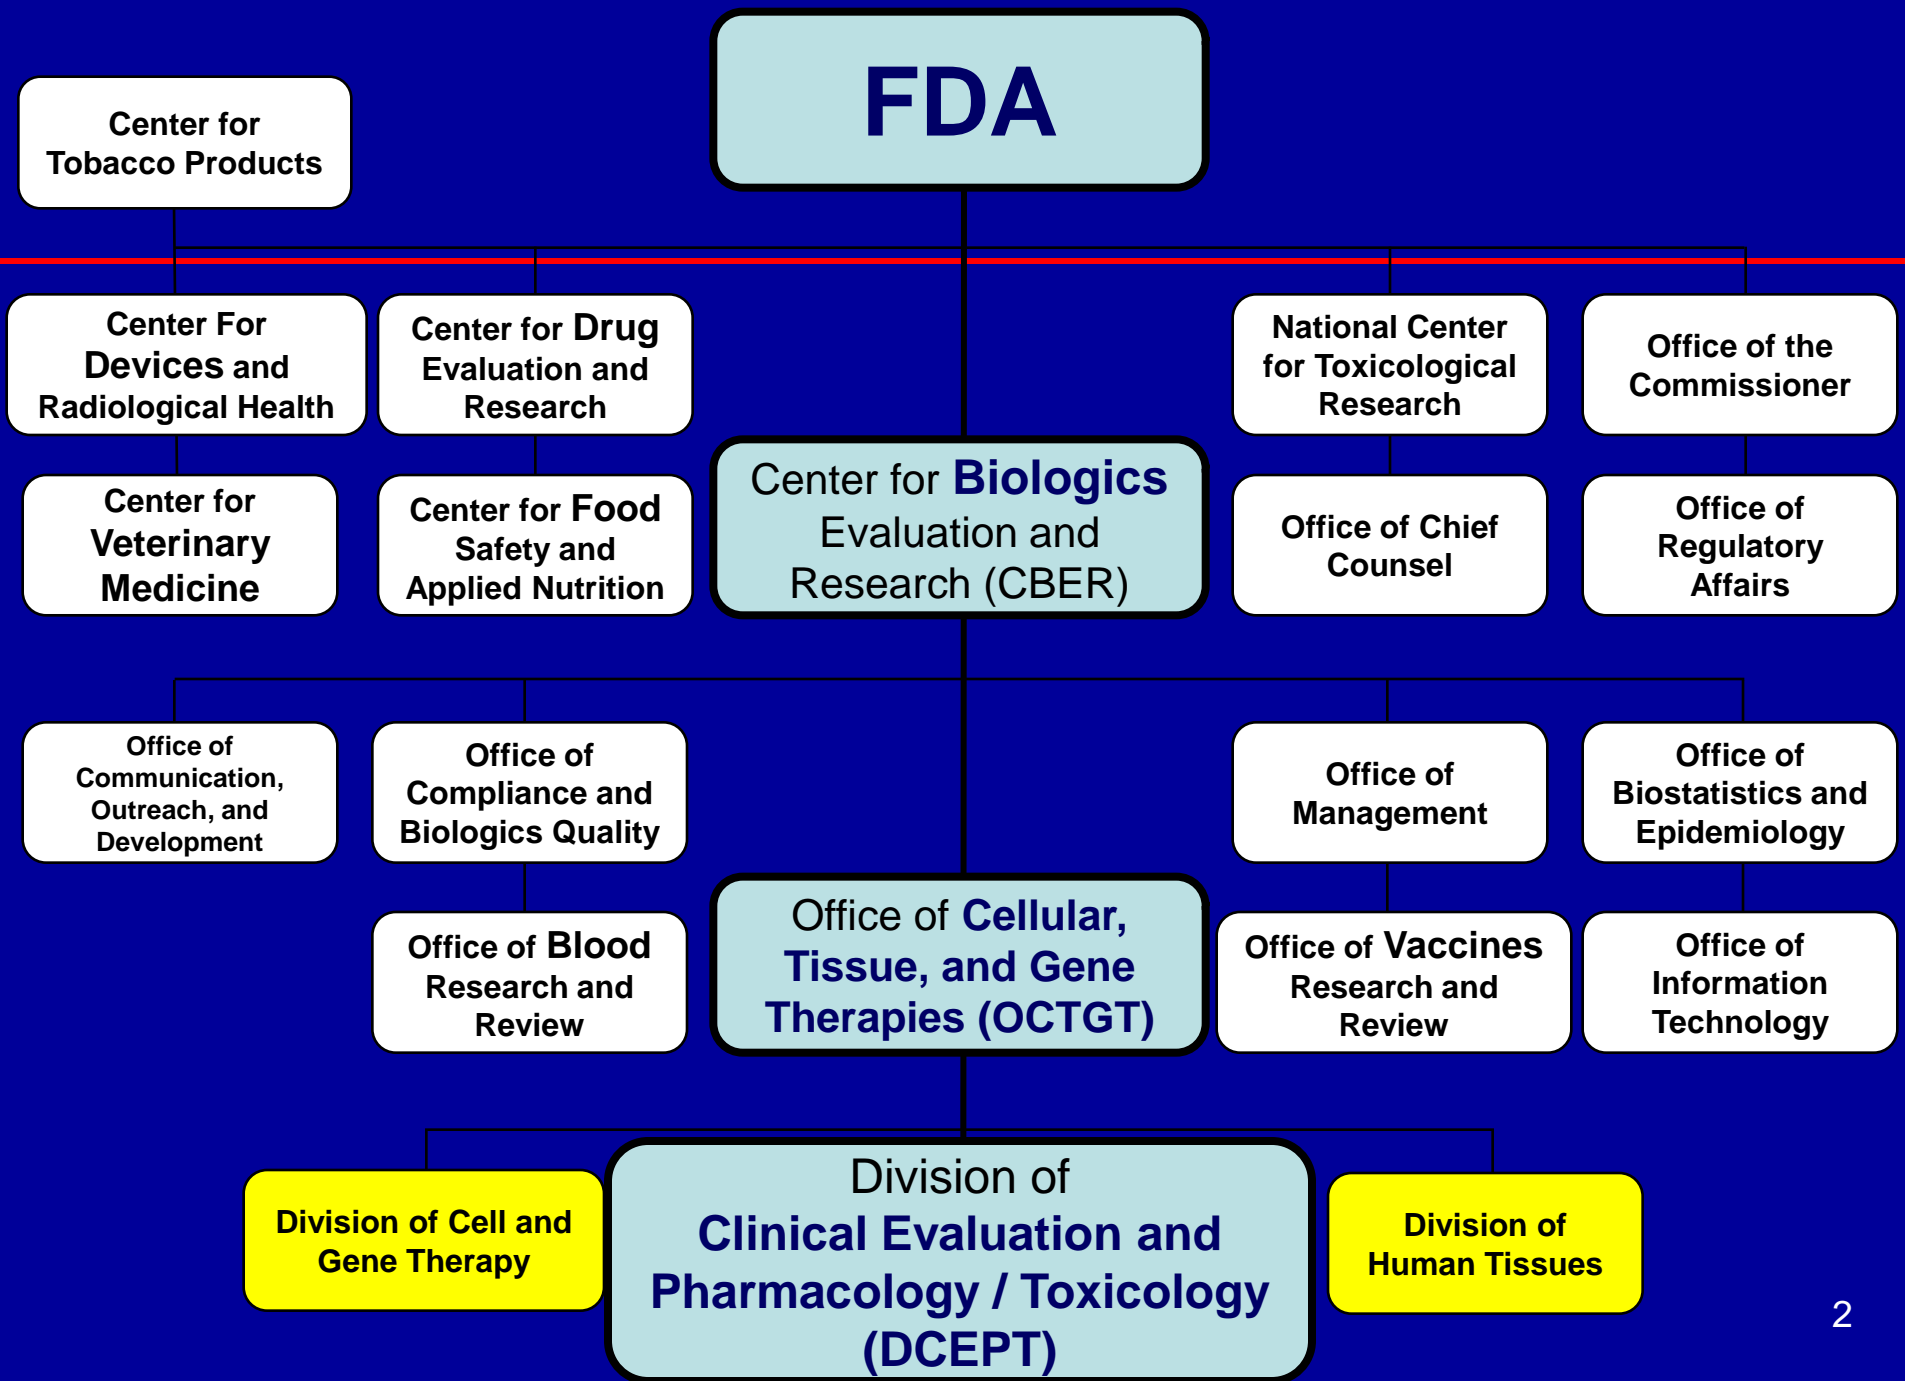 FDA
Center for
Tobacco Products
Center For
Devices and
Radiological Health
Center for Drug
Evaluation and
Research
National Center
for Toxicological
Research
Office of the
Commissioner
Center for
Veterinary
Medicine
Center for Food
Safety and
Applied Nutrition
Center for Biologics
Evaluation and
Research (CBER)
Office of Chief
Counsel
Office of
Regulatory
Affairs
Office of
Communication,
Outreach, and
Development
Office of
Compliance and
Biologics Quality
Office of
Management
Office of
Biostatistics and
Epidemiology
Office of Blood
Research and
Review
Office of Cellular,
Tissue, and Gene
Therapies (OCTGT)
Office of Vaccines
Research and
Review
Office of
Information
Technology
Division of Cell and
Gene Therapy
Division of
Clinical Evaluation and
Pharmacology / Toxicology
(DCEPT)
Division of
Human Tissues
2